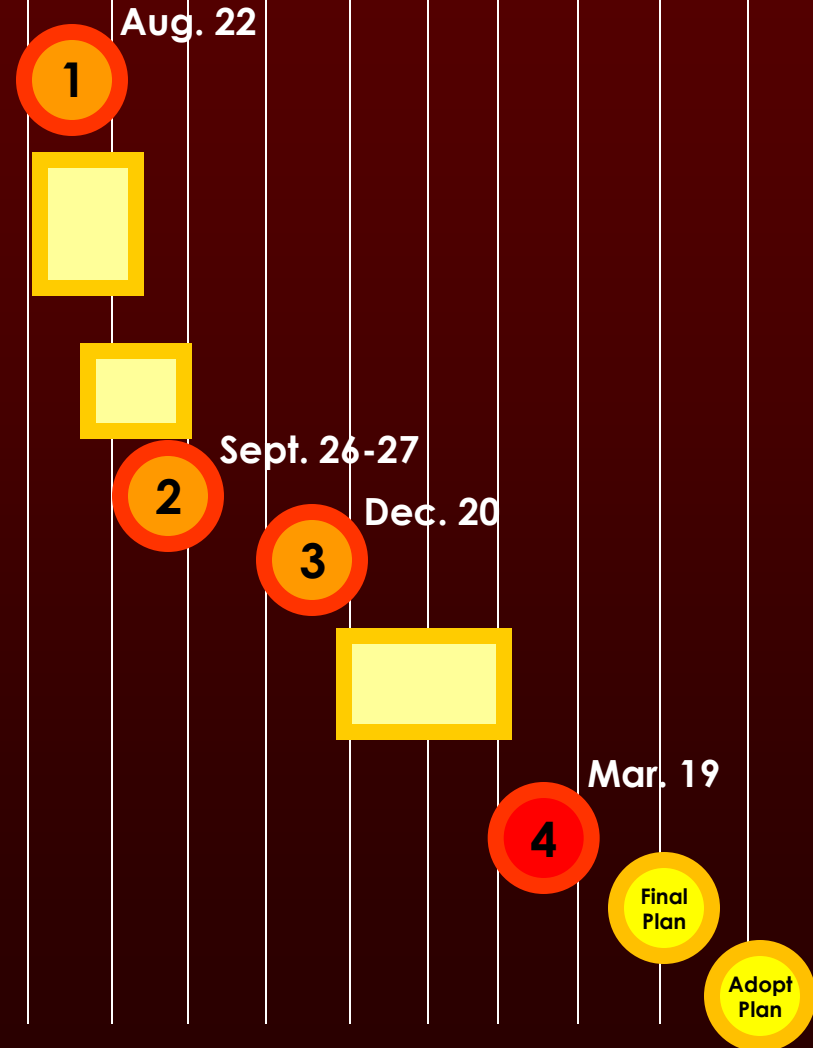 Aug. 22
1
Sept. 26-27
2
Dec. 20
3
Mar. 19
4
Final
Plan
Adopt
Plan